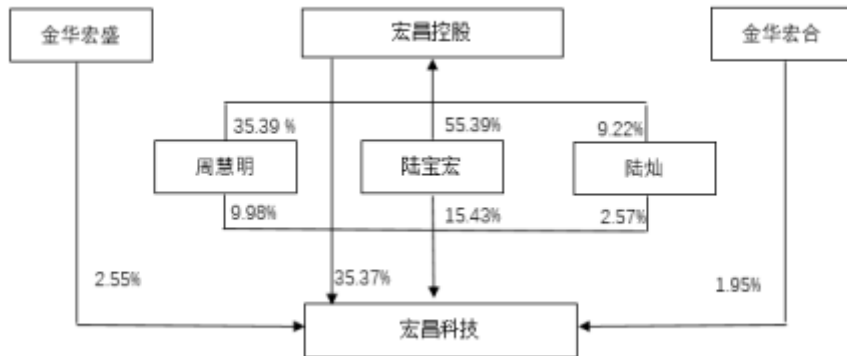 金华宏盛
宏昌控股
金华宏合
35.39 %
55.39%
9.22%
周慧明
陆宝宏
陆灿
9.98%
15.43%
2.57%
2.55%
35.37%
1.95%
宏昌科技